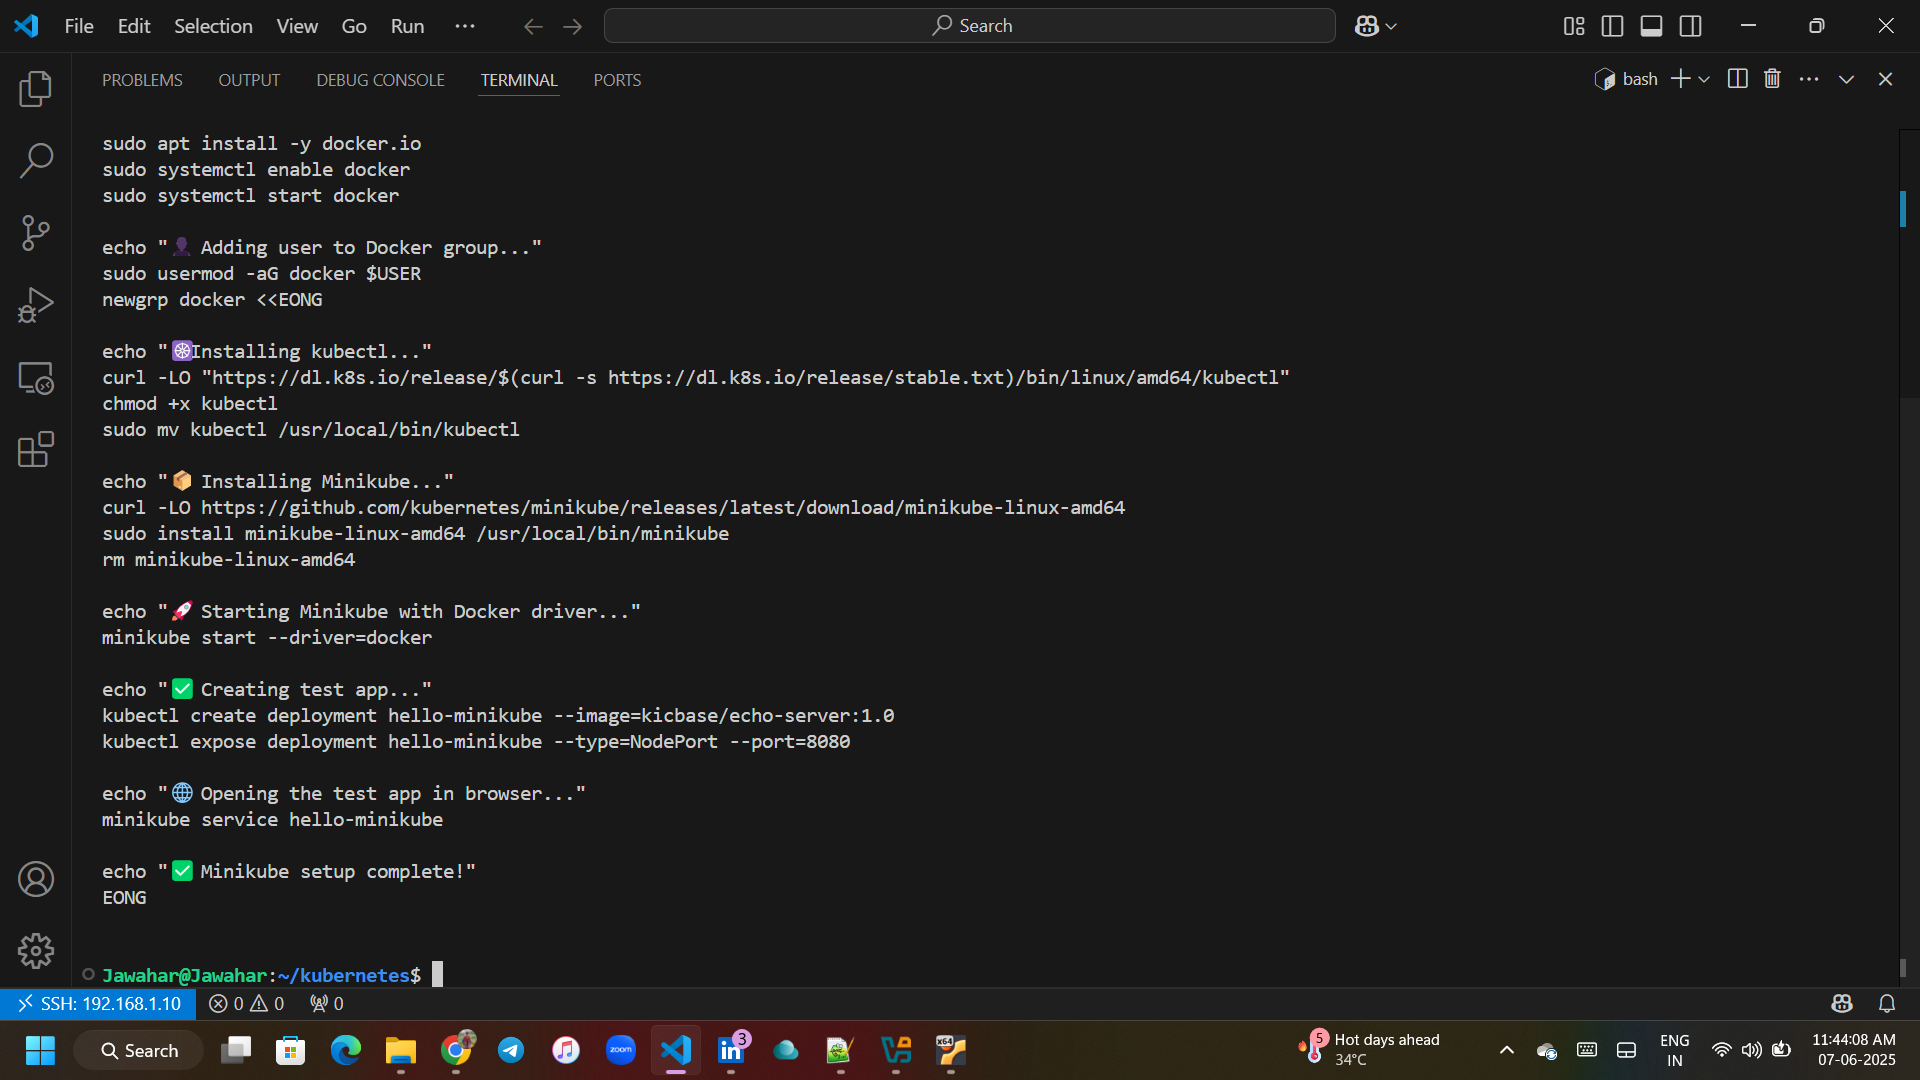 File Edit Selection View Go Run ··· Search
PROBLEMS OUTPUT DEBUG CONSOLE TERMINAL PORTS bash
sudo apt install -y docker.io
sudo systemctl enable docker
sudo systemctl start docker
echo "👤 Adding user to Docker group..."
sudo usermod -aG docker $USER
newgrp docker <<EONG
echo "☸️Installing kubectl..."
curl -LO "https://dl.k8s.io/release/$(curl -s https://dl.k8s.io/release/stable.txt)/bin/linux/amd64/kubectl"
chmod +x kubectl
sudo mv kubectl /usr/local/bin/kubectl
echo "📦 Installing Minikube..."
curl -LO https://github.com/kubernetes/minikube/releases/latest/download/minikube-linux-amd64
sudo install minikube-linux-amd64 /usr/local/bin/minikube
rm minikube-linux-amd64
echo "🚀 Starting Minikube with Docker driver..."
minikube start --driver=docker
echo "✅ Creating test app..."
kubectl create deployment hello-minikube --image=kicbase/echo-server:1.0
kubectl expose deployment hello-minikube --type=NodePort --port=8080
echo "🌐 Opening the test app in browser..."
minikube service hello-minikube
echo "✅ Minikube setup complete!"
EONG
Jawahar@Jawahar:~/kubernetes$
SSH: 192.168.1.10 0 0 0
Search zoom in 3 x64 5 Hot days ahead ENG 11:44:08 AM
34°C IN 07-06-2025